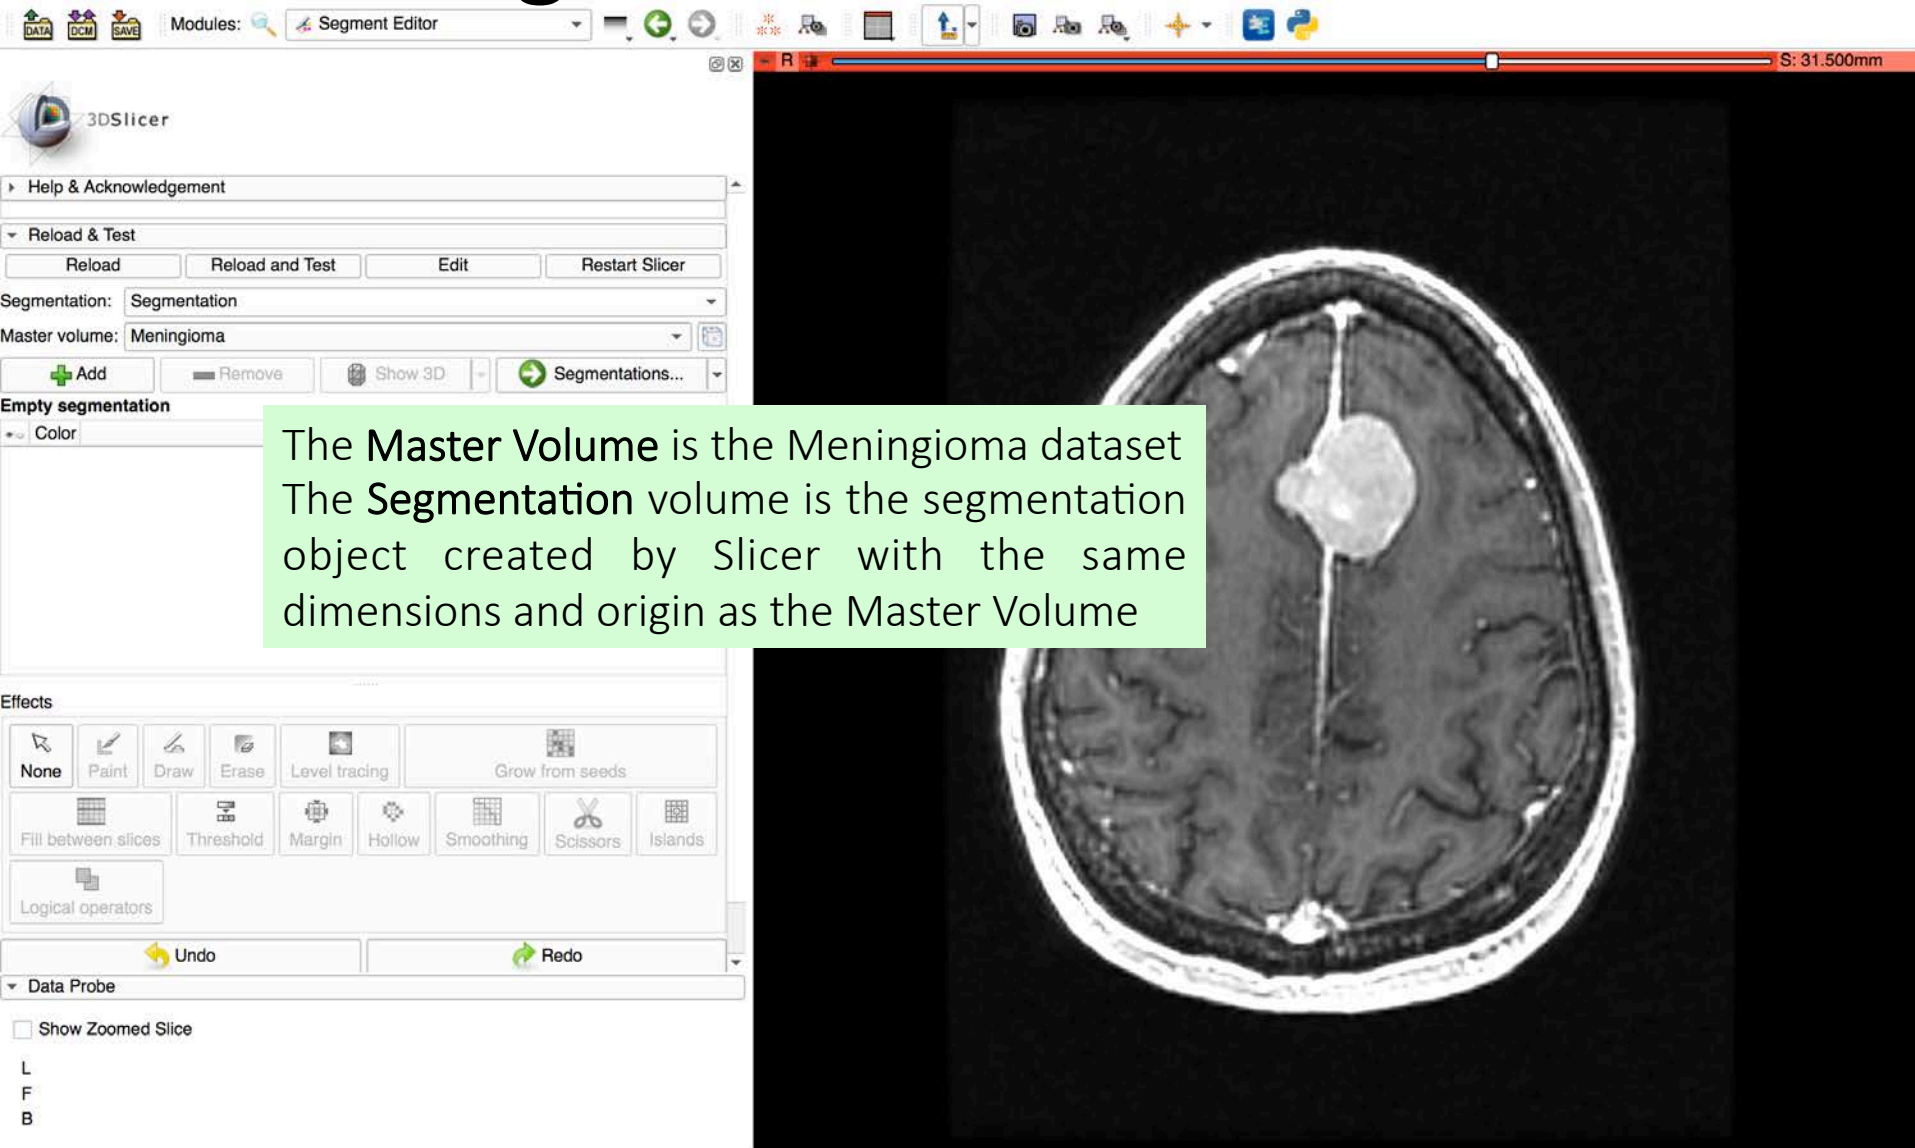 DATA DCM SAVE Modules: Segment Editor
R S: 31.500mm
3DSlicer
Help & Acknowledgement
Reload & Test
Reload Reload and Test Edit Restart Slicer
Segmentation: Segmentation
Master volume: Meningioma
Add Remove Show 3D Segmentations...
Empty segmentation
Color
The Master Volume is the Meningioma dataset
The Segmentation volume is the segmentation
object created by Slicer with the same
dimensions and origin as the Master Volume
Effects
None Paint Draw Erase Level tracing Grow from seeds
Fill between slices Threshold Margin Hollow Smoothing Scissors Islands
Logical operators
Undo Redo
Data Probe
Show Zoomed Slice
L
F
B